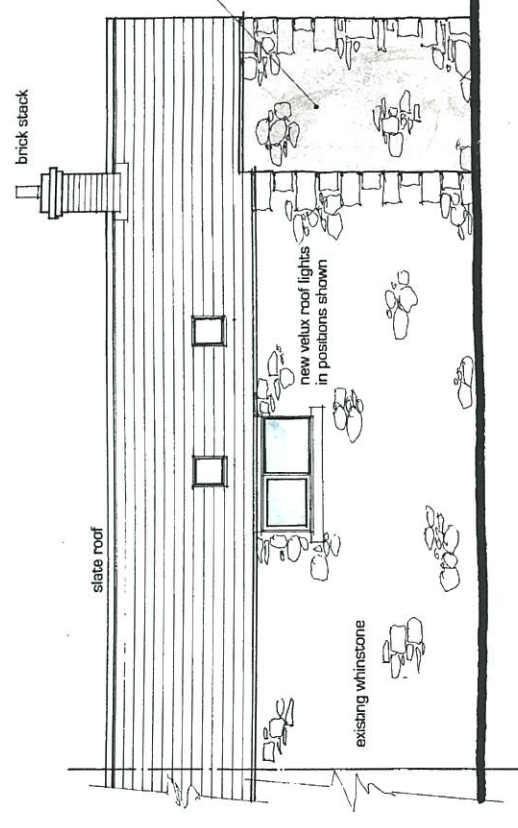 brick stack
slate roof
new velux roof lights
in positions shown
existing whinstone